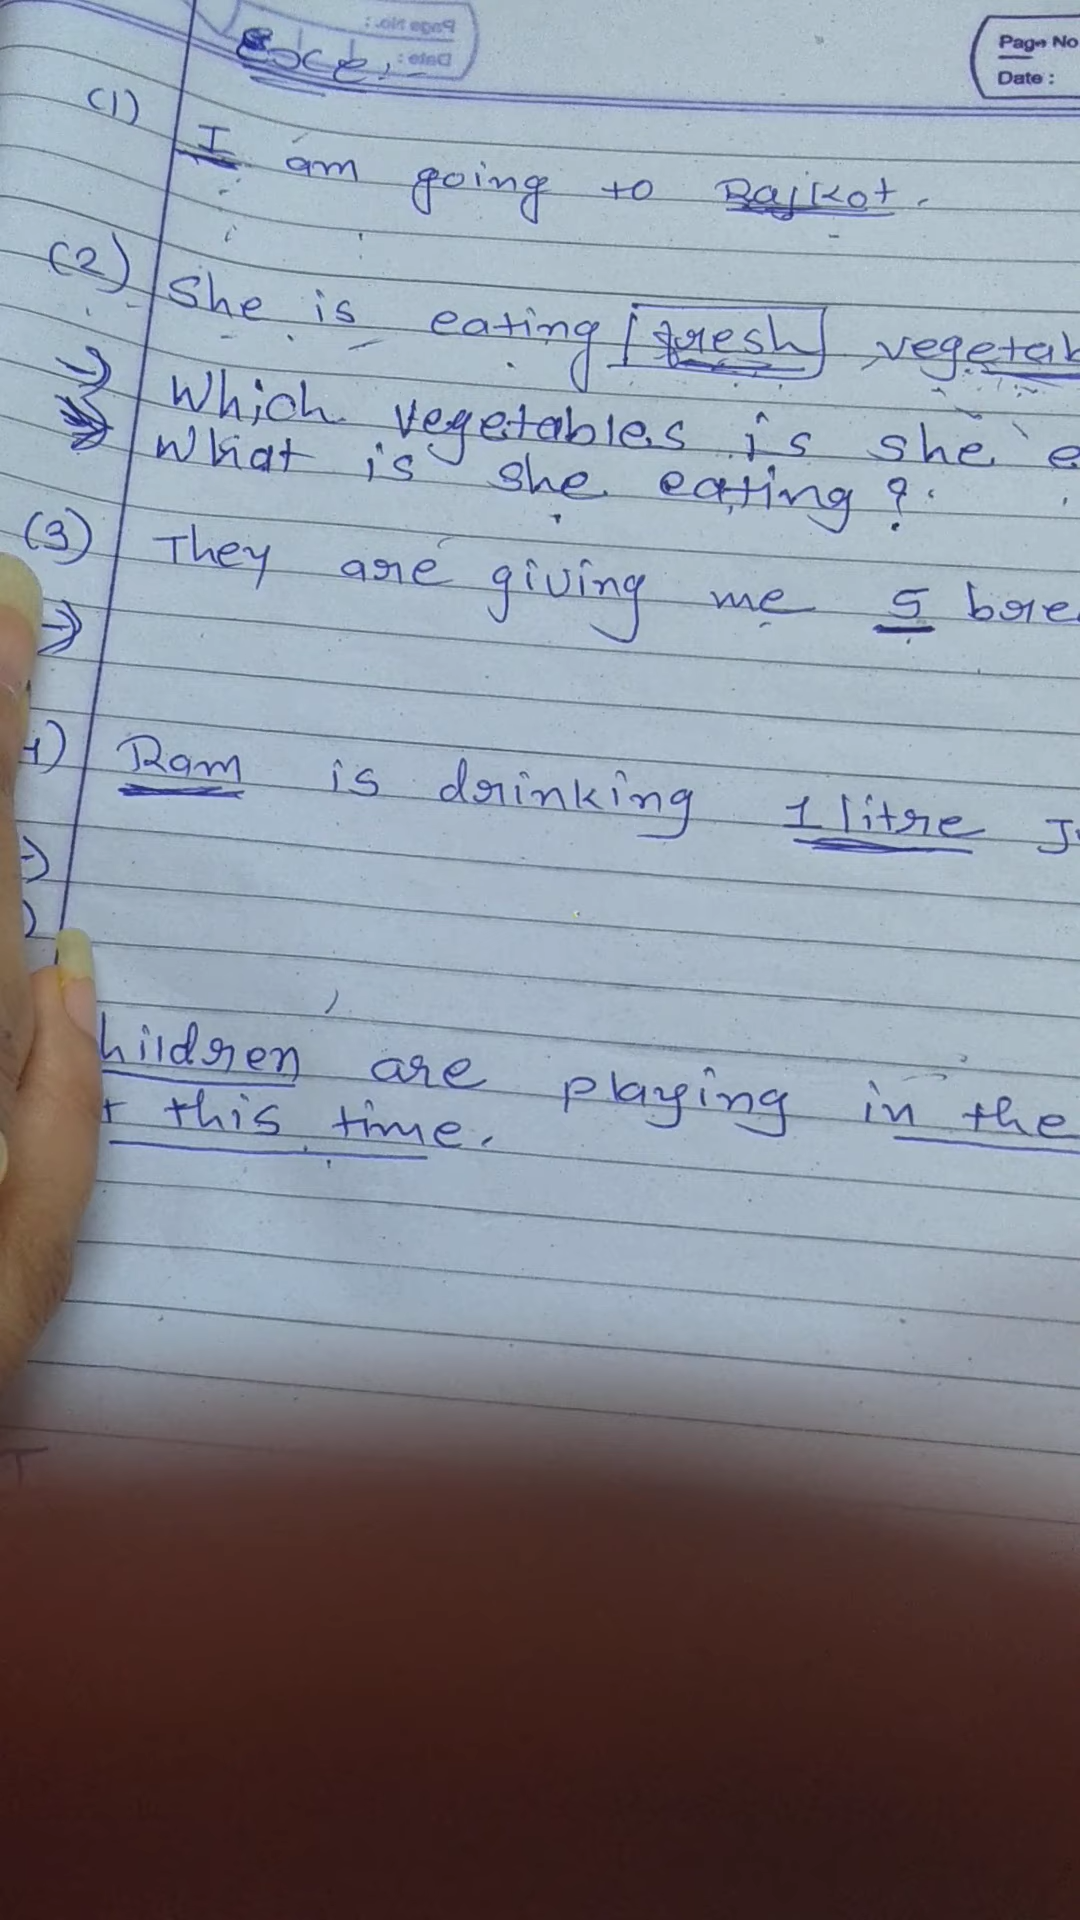 Page No
Date :
(1) I am going to Rajkot.
(2) She is eating [fresh] vegetab
→ Which vegetables is she e
What is she eating ?
(3) They are giving me 5 bre
→
Ram is drinking 1 litre J
hildren are playing in the
this time.